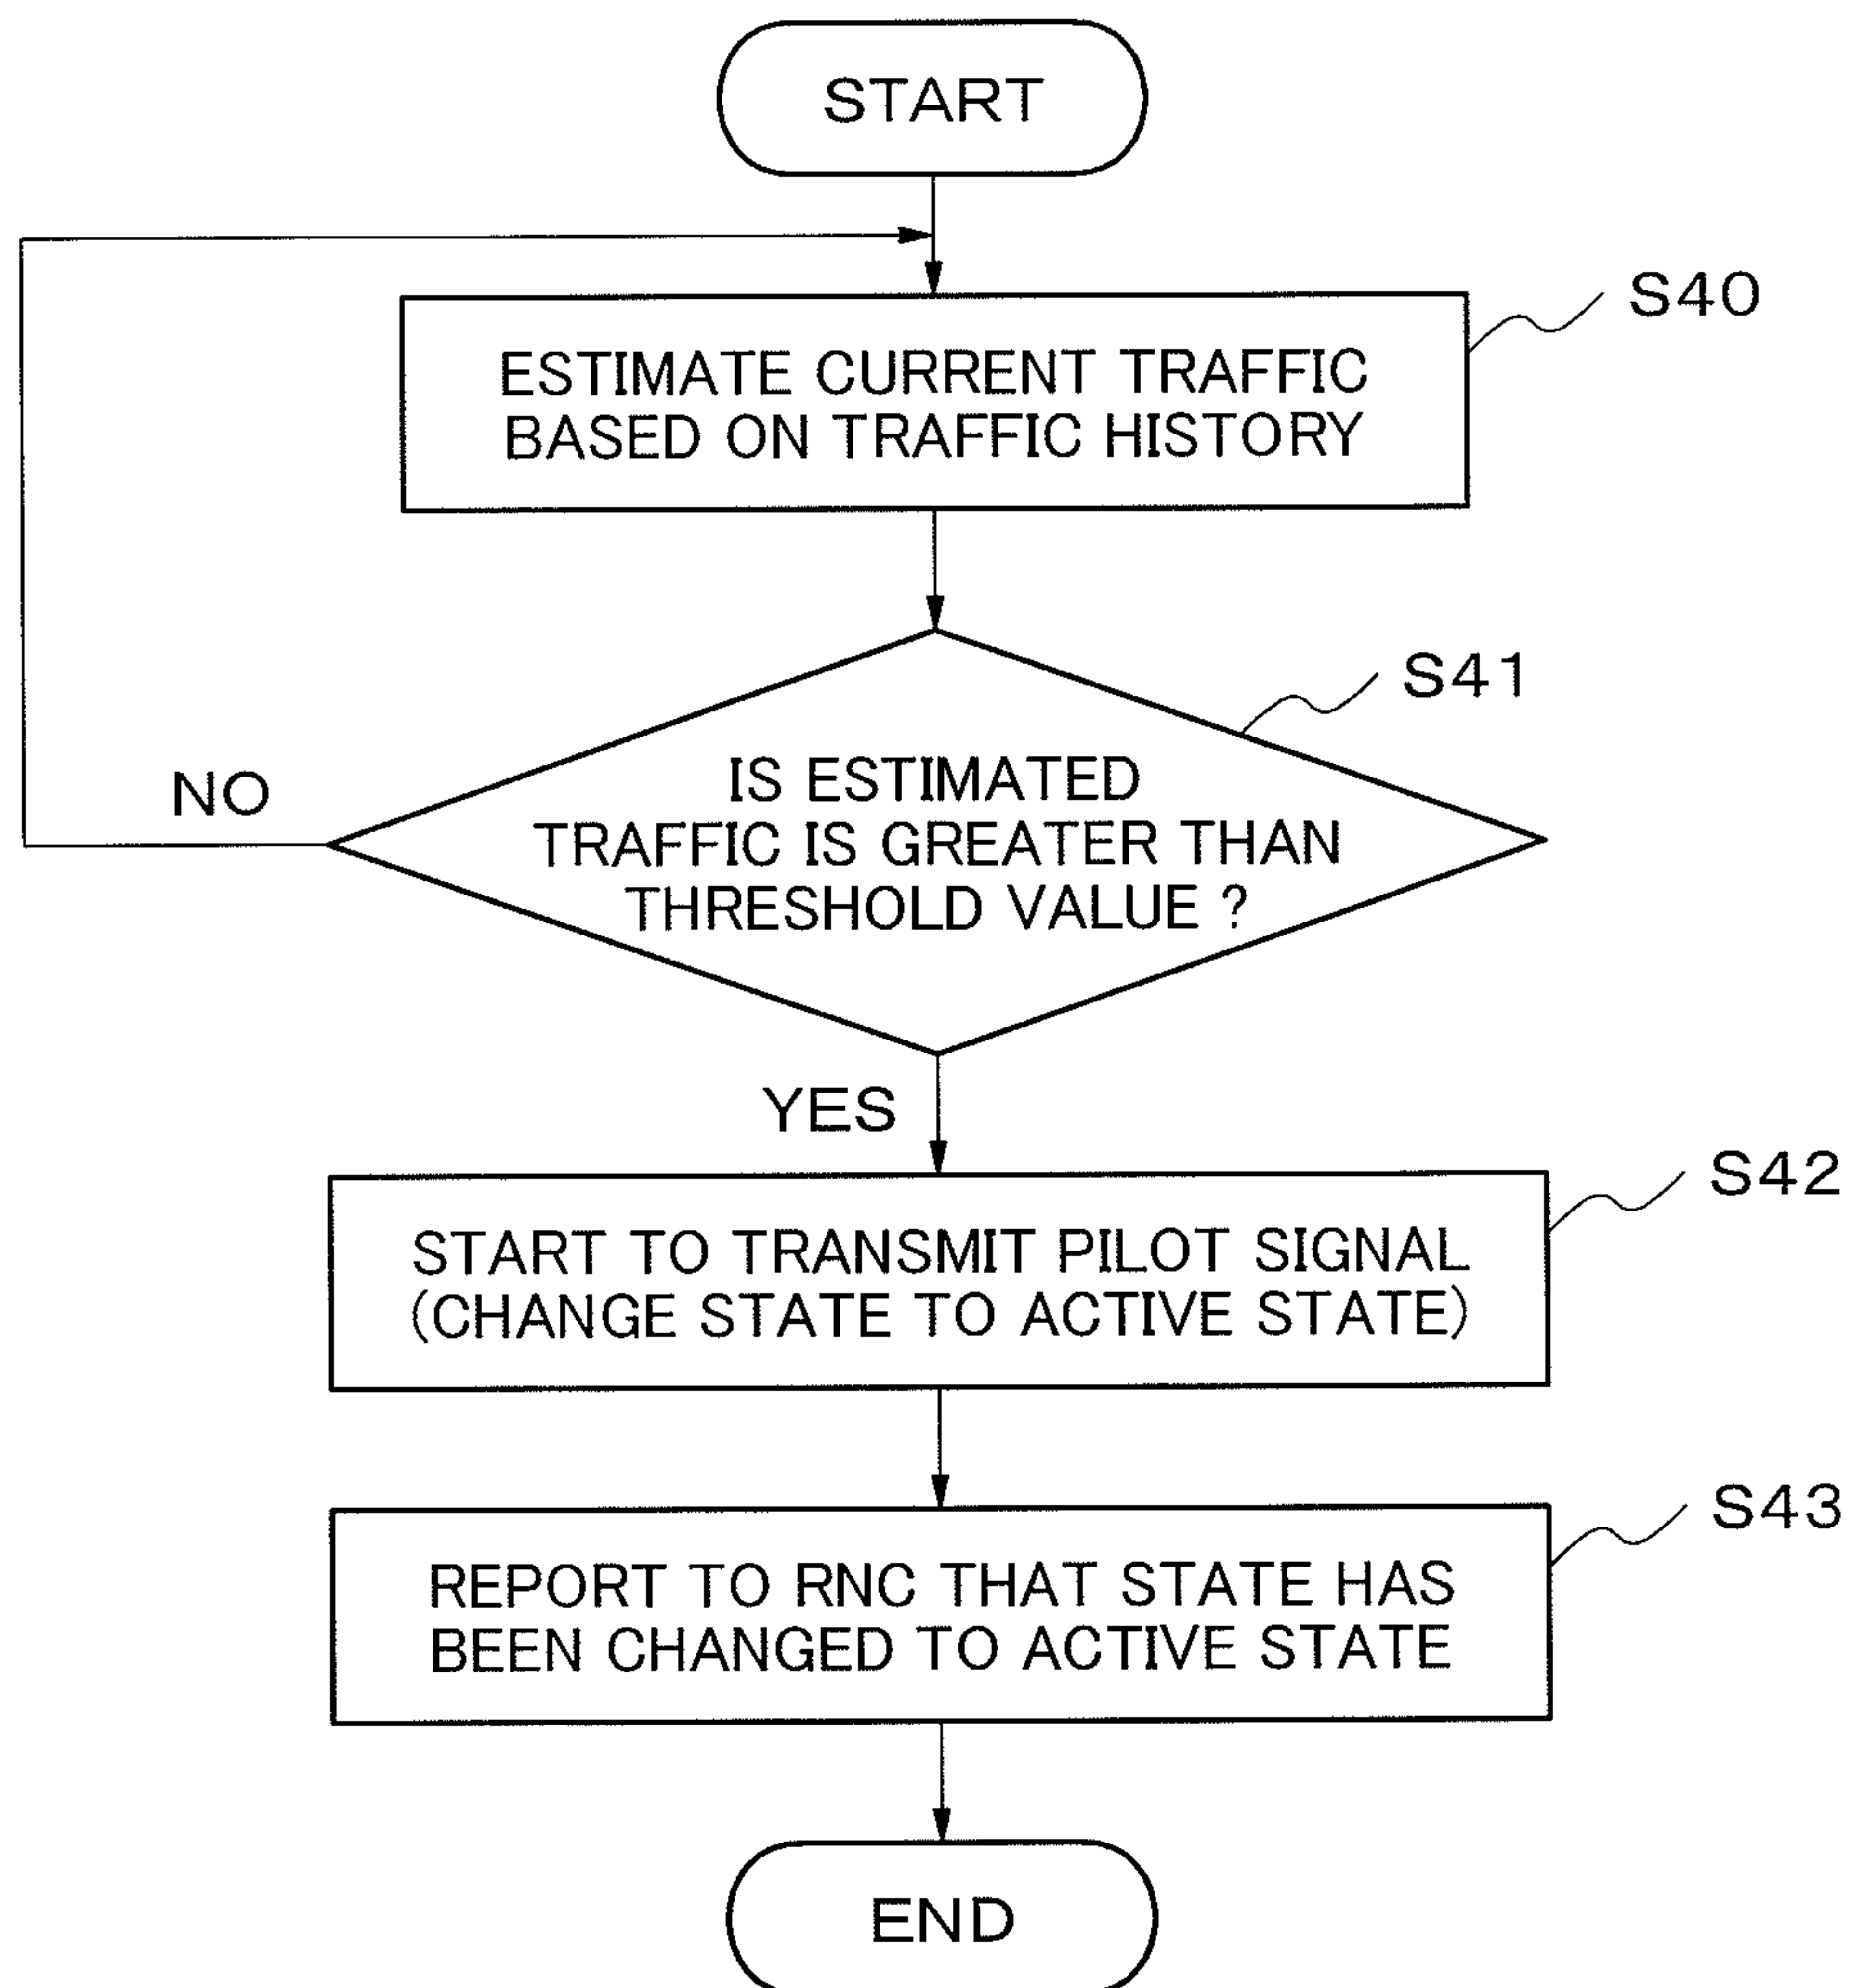 START
S40
ESTIMATE CURRENT TRAFFIC
BASED ON TRAFFIC HISTORY
S41
IS ESTIMATED
TRAFFIC IS GREATER THAN
THRESHOLD VALUE ?
NO
YES
S42
START TO TRANSMIT PILOT SIGNAL
(CHANGE STATE TO ACTIVE STATE)
S43
REPORT TO RNC THAT STATE HAS
BEEN CHANGED TO ACTIVE STATE
END